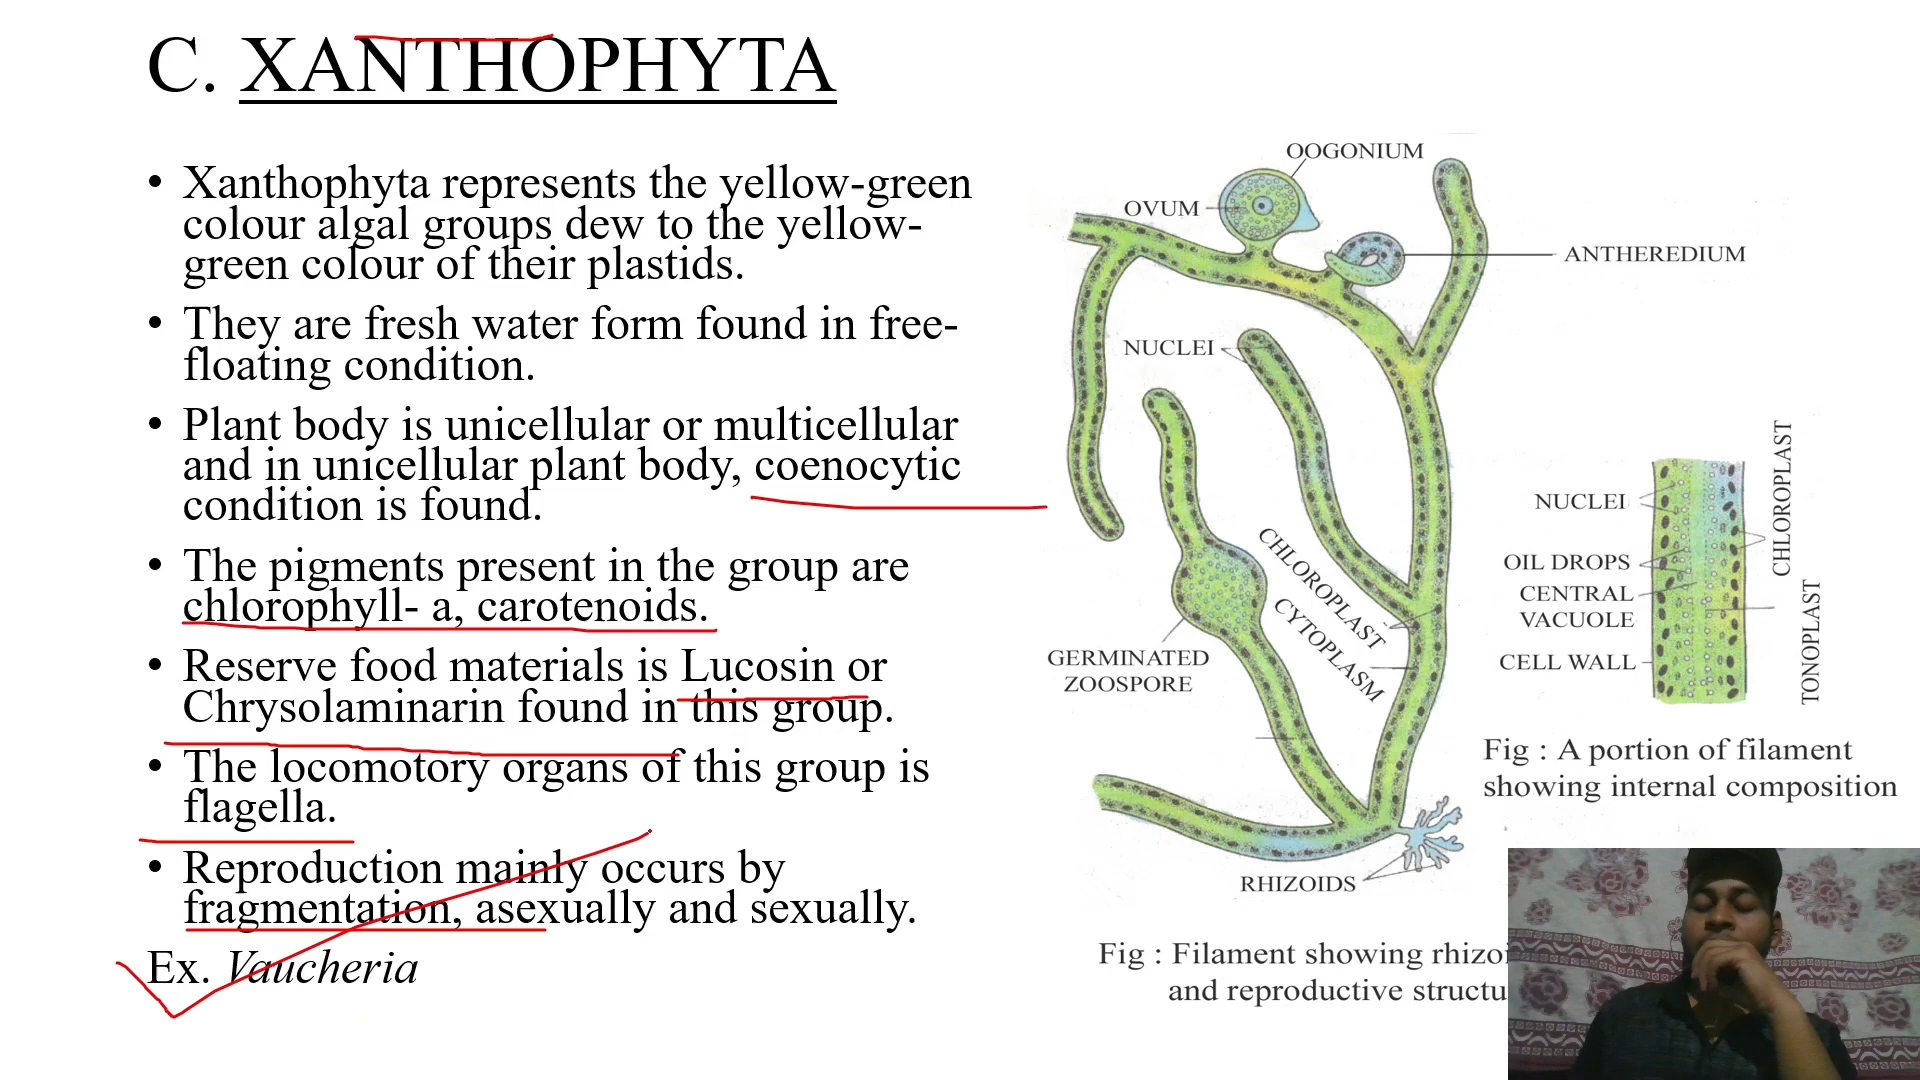 C. XANTHOPHYTA
• Xanthophyta represents the yellow-green
colour algal groups dew to the yellow-
green colour of their plastids.
• They are fresh water form found in free-
floating condition.
• Plant body is unicellular or multicellular
and in unicellular plant body, coenocytic
condition is found.
• The pigments present in the group are
chlorophyll- a, carotenoids.
• Reserve food materials is Lucosin or
Chrysolaminarin found in this group.
• The locomotory organs of this group is
flagella.
• Reproduction mainly occurs by
fragmentation, asexually and sexually.
Ex. Vaucheria
OOGONIUM
OVUM
ANTHEREDIUM
NUCLEI
CHLOROPLAST
CYTOPLASM
GERMINATED
ZOOSPORE
RHIZOIDS
Fig : Filament showing
and reproductive
NUCLEI
OIL DROPS
CENTRAL
VACUOLE
CELL WALL
CHLOROPLAST
TONOPLAST
Fig : A portion of filament
showing internal composition